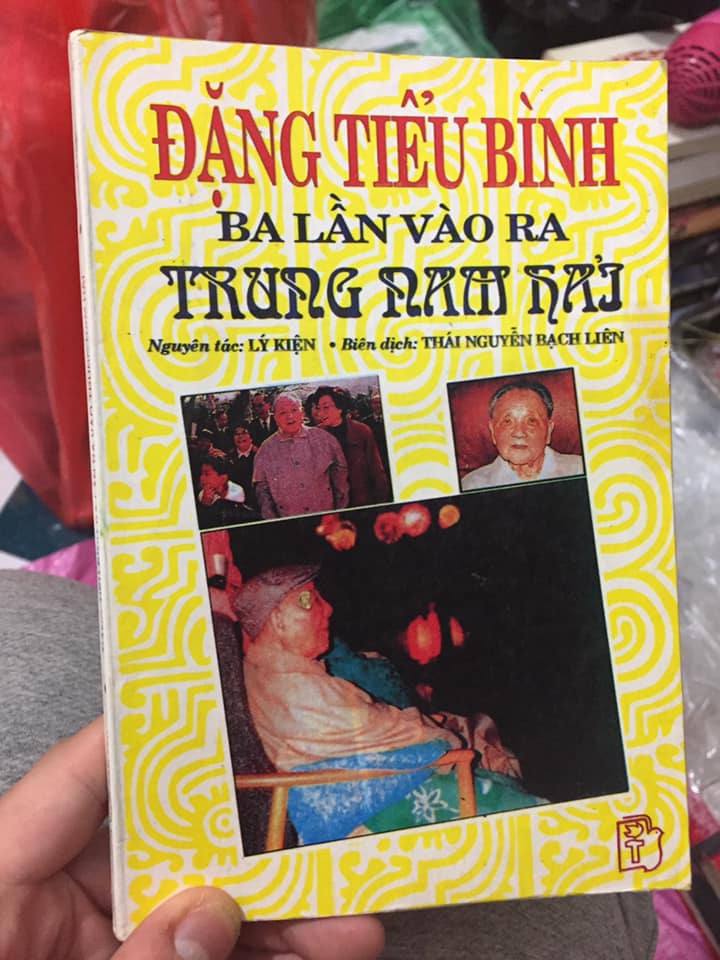 ĐẶNG TIỂU BÌNH
BA LẦN VÀO RA
TRUNG NAM HẢI
Nguyên tác: LÝ KIỆN • Biên dịch: THÁI NGUYỄN BẠCH LIÊN
T